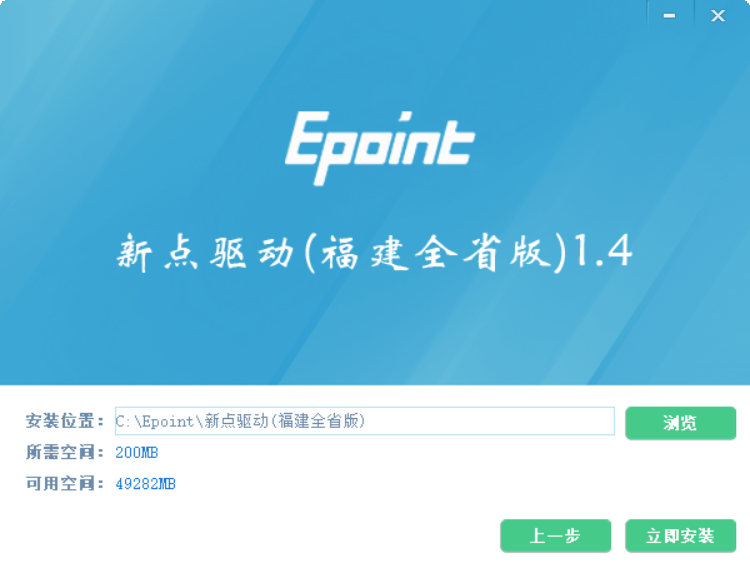 Epoint
新点驱动(福建全省版)1.4
安装位置： C:\Epoint\新点驱动(福建全省版) 浏览
所需空间： 200MB
可用空间： 49282MB
上一步 立即安装